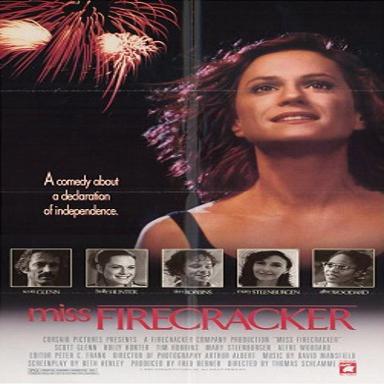 A comedy about
a declaration
of independence.
scott GLENN holly HUNTER tim ROBBINS mary STEENBURGEN alfre WOODARD
miss FIRECRACKER
CORSAIR PICTURES PRESENTS A FIRECRACKER COMPANY PRODUCTION "MISS FIRECRACKER"
SCOTT GLENN HOLLY HUNTER TIM ROBBINS MARY STEENBURGEN ALFRE WOODARD
EDITOR PETER C. FRANK DIRECTOR OF PHOTOGRAPHY ARTHUR ALBERT MUSIC BY DAVID MANSFIELD
SCREENPLAY BY BETH HENLEY PRODUCED BY FRED BERNER DIRECTED BY THOMAS SCHLAMME